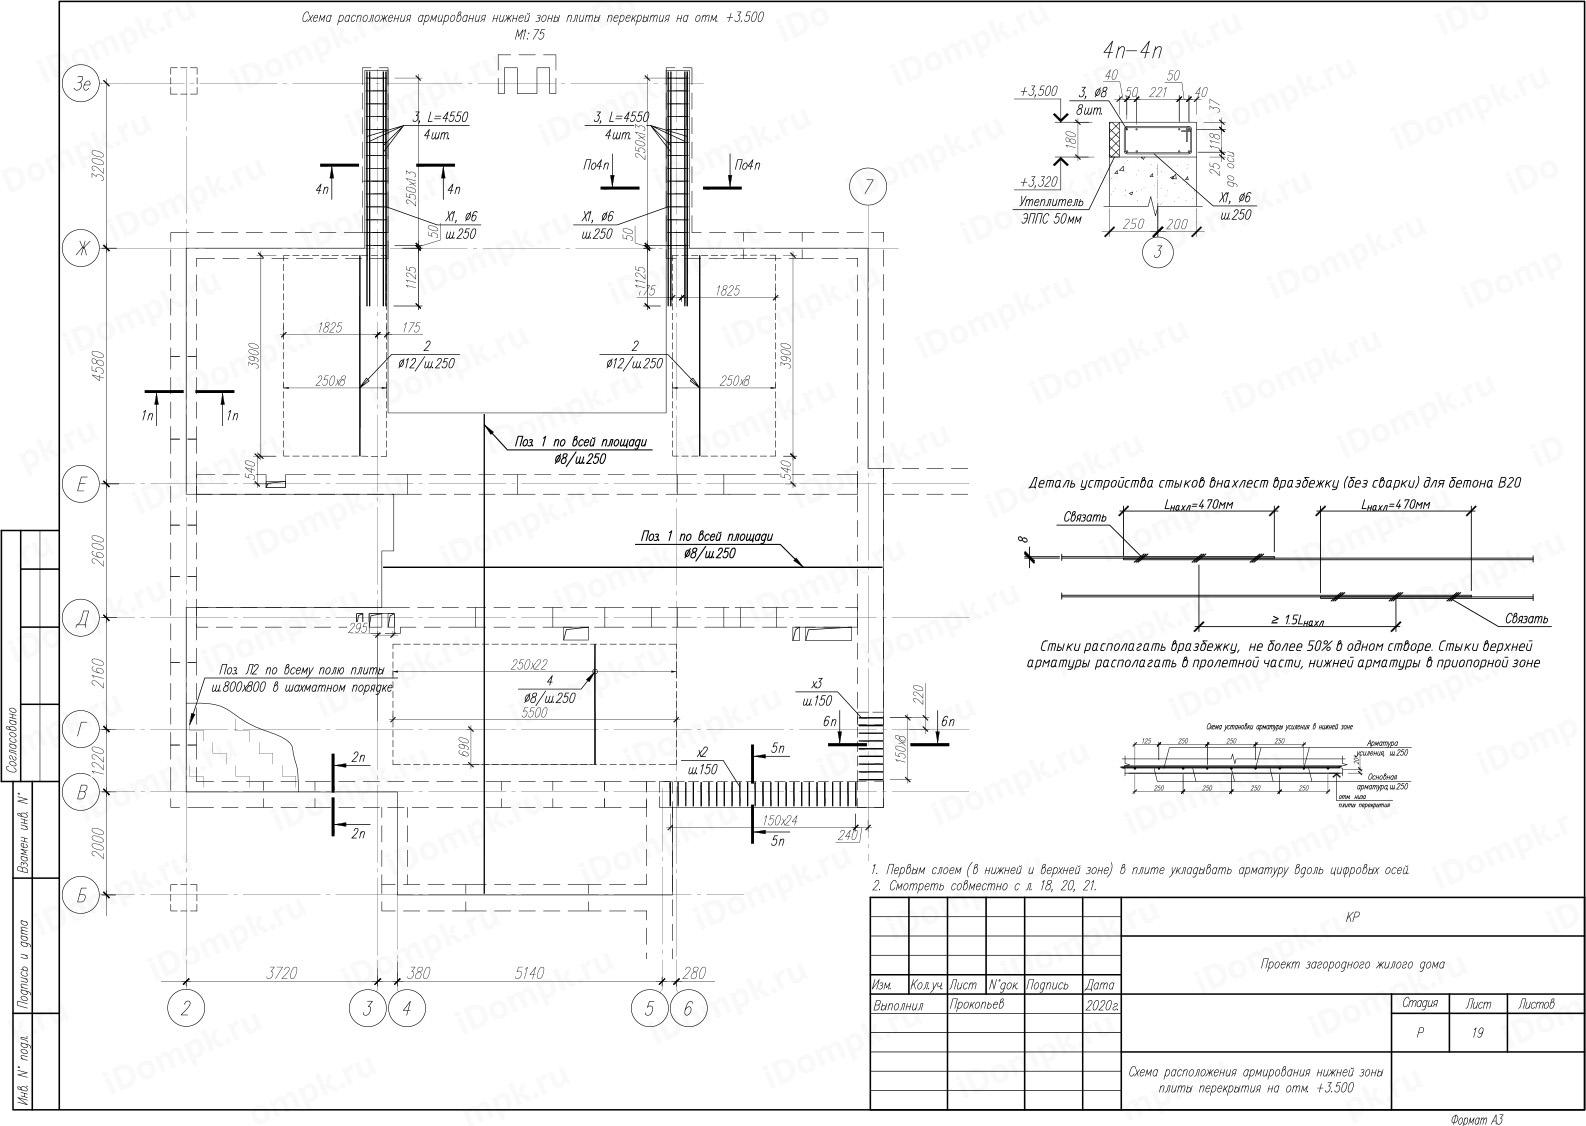 Схема расположения армирования нижней зоны плиты перекрытия на отм. +3.500
М1:75
3е
Ж
Е
Д
Г
В
Б
3200
4580
2600
2160
1220
2000
3, L=4550
4шт.
250х13
4п
4п
Х1, ø6
ш.250
50
1125
3, L=4550
4шт.
250х13
По4п
По4п
Х1, ø6
ш.250
50
1125
175
1825
7
1825
175
3900
2
ø12/ш.250
250х8
540
2
ø12/ш.250
3900
250х8
540
1п
1п
Поз. 1 по всей площади
ø8/ш.250
Поз. 1 по всей площади
ø8/ш.250
295
Поз. Л2 по всему полю плиты
ш.800х800 в шахматном порядке
250х22
4
ø8/ш.250
5500
690
х3
ш.150
6п
6п
220
150х8
х2
ш.150
5п
5п
2п
2п
150х24
240
3720
380
5140
280
2
3
4
5
6
4п-4п
40
50
+3,500
3, ø8
8шт.
50
221
40
37
180
118
25
до оси
+3,320
Утеплитель
ЭППС 50мм
Х1, ø6
ш.250
250
200
3
Деталь устройства стыков внахлест вразбежку (без сварки) для бетона В20
Lнахл=470мм
Lнахл=470мм
Связать
8
≥ 1.5Lнахл
Связать
Стыки располагать вразбежку, не более 50% в одном створе. Стыки верхней
арматуры располагать в пролетной части, нижней арматуры в приопорной зоне
Схема установки арматуры усиления в нижней зоне
125
250
250
250
Арматура
усиления, ш.250
20
250
250
250
250
Основная
арматура, ш.250
отм. низа
плиты перекрытия
1. Первым слоем (в нижней и верхней зоне) в плите укладывать арматуру вдоль цифровых осей.
2. Смотреть совместно с л. 18, 20, 21.
КР
Проект загородного жилого дома
Изм.
Кол.уч.
Лист
N°док.
Подпись
Дата
Выполнил
Прокопьев
2020г.
Стадия
Лист
Листов
Р
19
Схема расположения армирования нижней зоны
плиты перекрытия на отм. +3.500
Формат А3
Согласовано
Взамен инв. N°
Подпись и дата
Инв. N° подл.
iDompk.ru